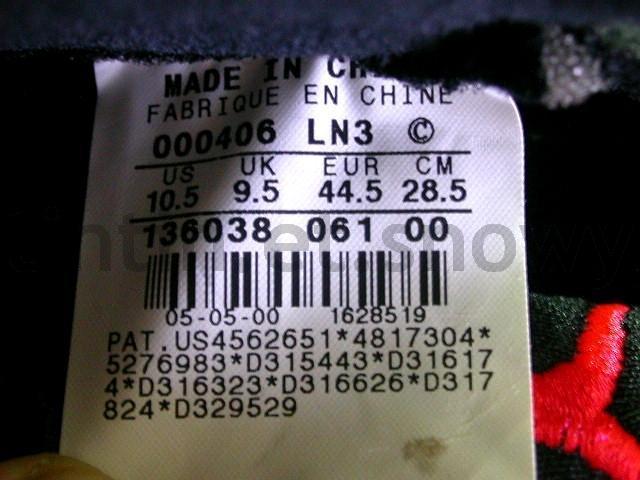 MADE IN CH
FABRIQUE EN CHINE
000406 LN3 ©
US UK EUR CM
10.5 9.5 44.5 28.5
136038 061 00
05-05-00 1628519
PAT.US4562651*4817304*
5276983*D315443*D31617
4*D316323*D316626*D317
824*D329529